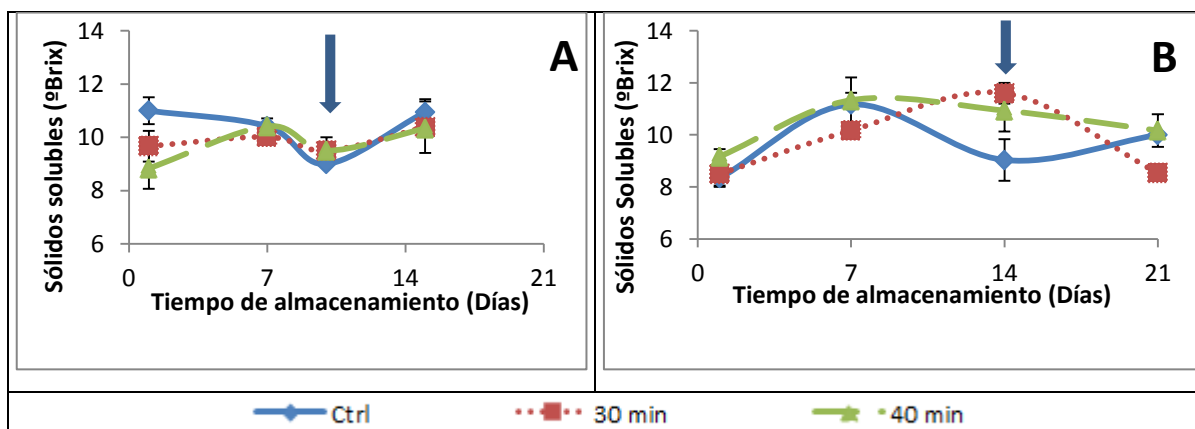 Sólidos solubles (ºBrix)
14
12
10
8
6
0
7
14
21
Tiempo de almacenamiento (Días)
A
Sólidos Solubles (ºBrix)
14
12
10
8
6
0
7
14
21
Tiempo de almacenamiento (Días)
B
Ctrl
30 min
40 min